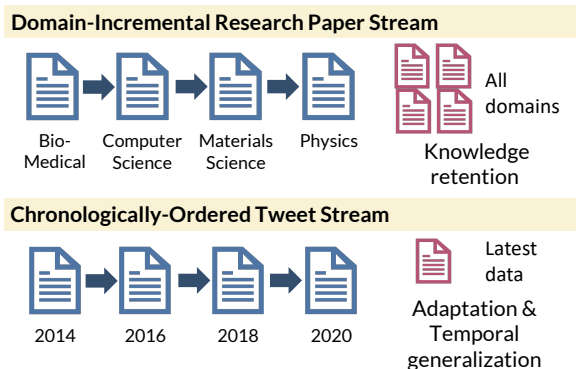 Domain-Incremental Research Paper Stream
Bio-
Medical
Computer
Science
Materials
Science
Physics
All
domains
Knowledge
retention
Chronologically-Ordered Tweet Stream
2014
2016
2018
2020
Latest
data
Adaptation &
Temporal
generalization